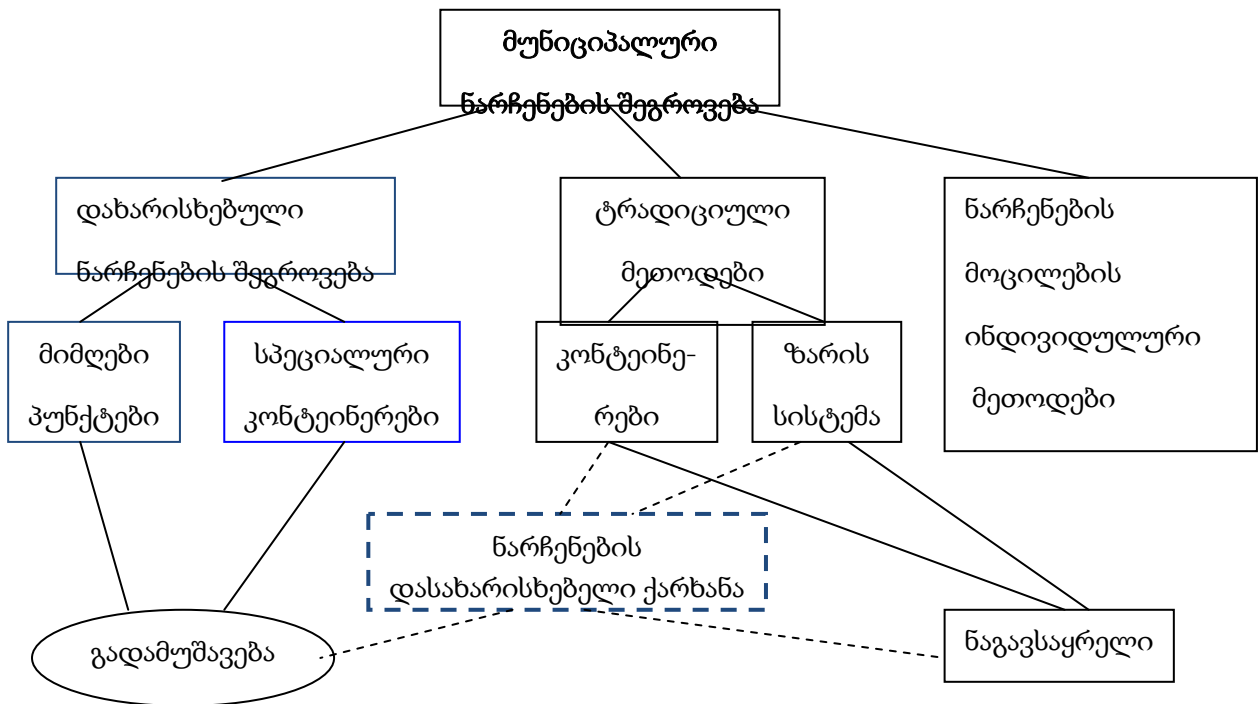 მუნიციპალური
ნარჩენების შეგროვება
დახარისხებული
ნარჩენების შეგროვება
ტრადიციული
მეთოდები
ნარჩენების
მოცილების
ინდივიდულური
მეთოდები
მიმღები
პუნქტები
სპეციალური
კონტეინერები
კონტეინე-
რები
ზარის
სისტემა
ნარჩენების
დასახარისხებელი ქარხანა
გადამუშავება
ნაგავსაყრელი